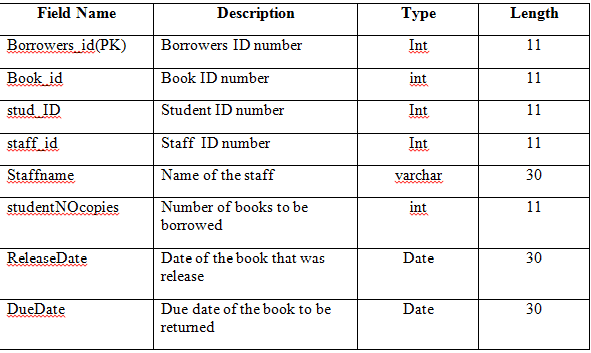 Field Name Description Type Length
Borrowers_id(PK) Borrowers ID number Int 11
Book_id Book ID number int 11
stud_ID Student ID number Int 11
staff_id Staff ID number Int 11
Staffname Name of the staff varchar 30
studentNOcopies Number of books to be int 11
borrowed
ReleaseDate Date of the book that was Date 30
release
DueDate Due date of the book to be Date 30
returned